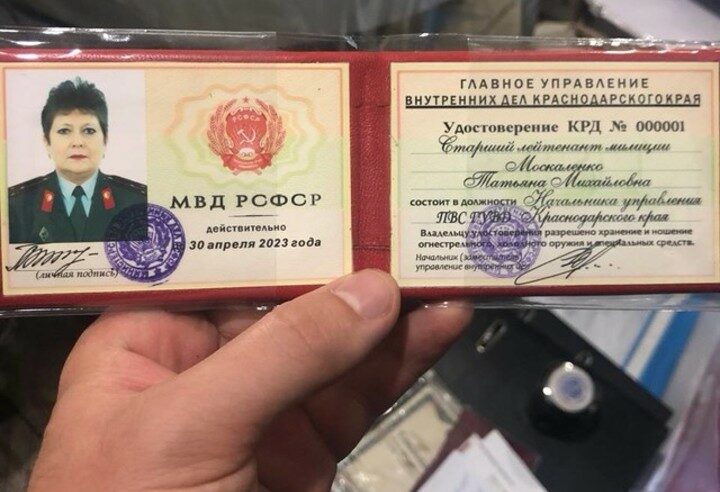 РСФСР
МВД РСФСР
действительно
30 апреля 2023 года
(личная подпись)
ГЛАВНОЕ УПРАВЛЕНИЕ
ВНУТРЕННИХ ДЕЛ КРАСНОДАРСКОГО КРАЯ
Удостоверение КРД № 000001
Старший лейтенант милиции
Москаленко
Татьяна Михайловна
состоит в должности Начальника управления
ПВС ГУВД Краснодарского края
Владельцу удостоверения разрешено хранение и ношение
огнестрельного, холодного оружия и специальных средств.
Начальник (заместитель)
управления внутренних дел